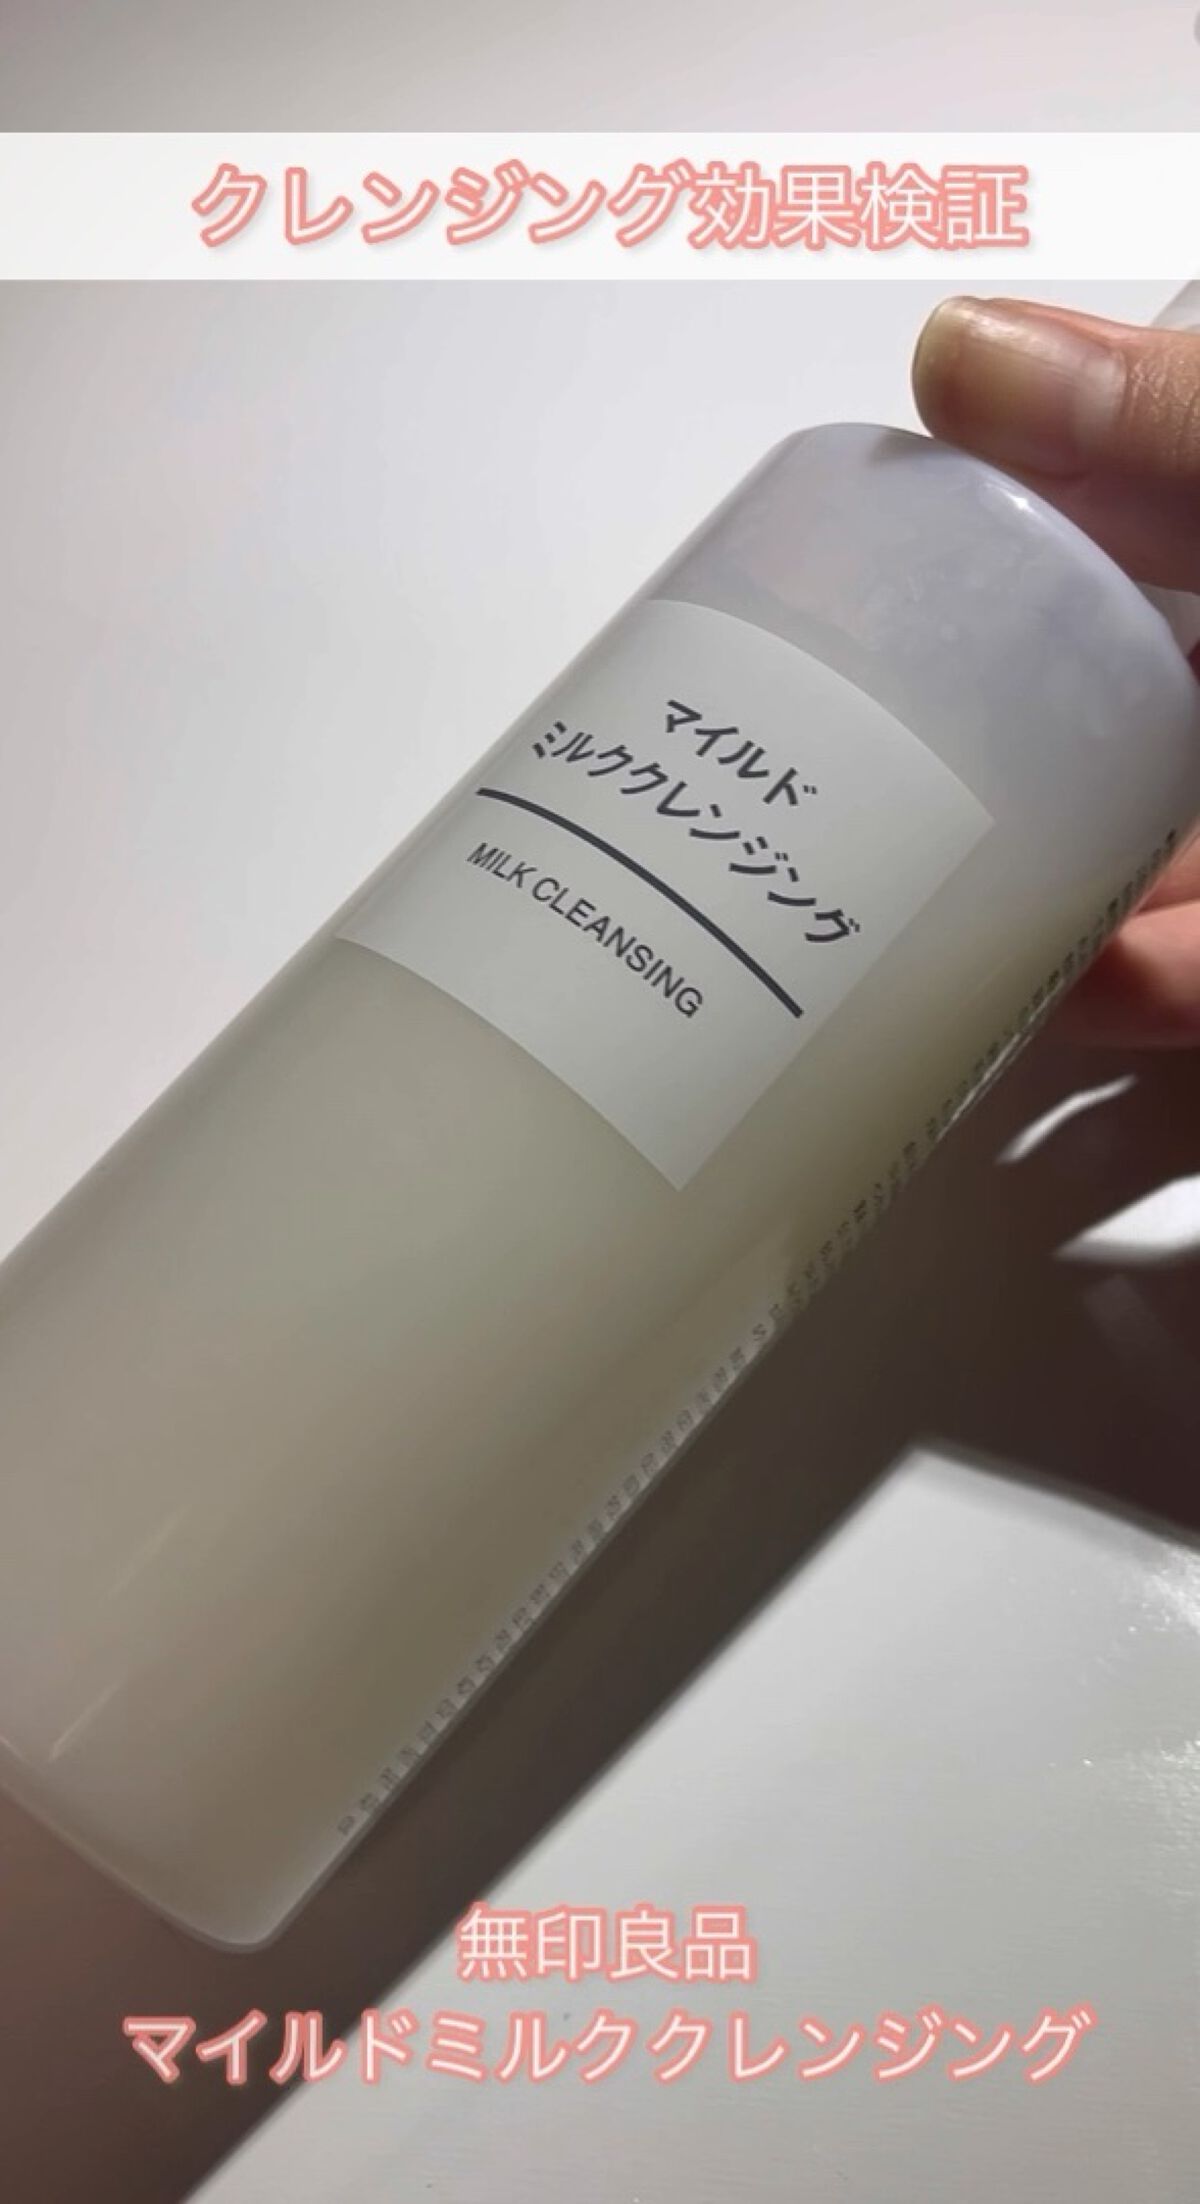 クレンジング効果検証
マイルド
ミルククレンジング
MILK CLEANSING
無印良品
マイルドミルククレンジング